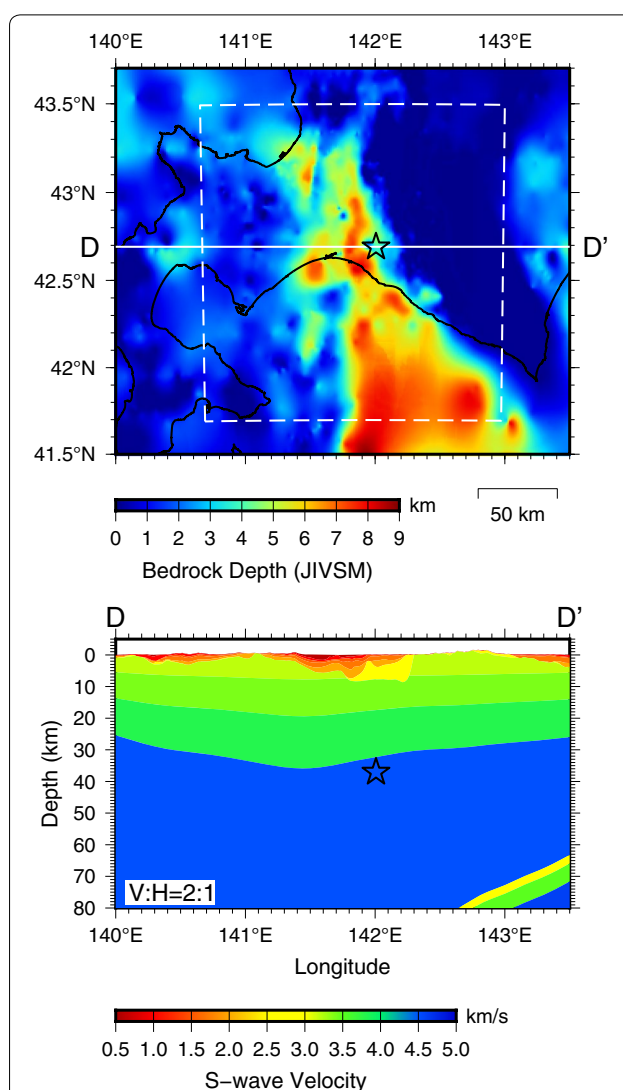 140°E 141°E 142°E 143°E
43.5°N
43°N
D D'
42.5°N
42°N
41.5°N
km
0 1 2 3 4 5 6 7 8 9
50 km
Bedrock Depth (JIVSM)
D D'
0
10
20
30
40
50
60
70
80
Depth (km)
V:H=2:1
140°E 141°E 142°E 143°E
Longitude
km/s
0.5 1.0 1.5 2.0 2.5 3.0 3.5 4.0 4.5 5.0
S−wave Velocity